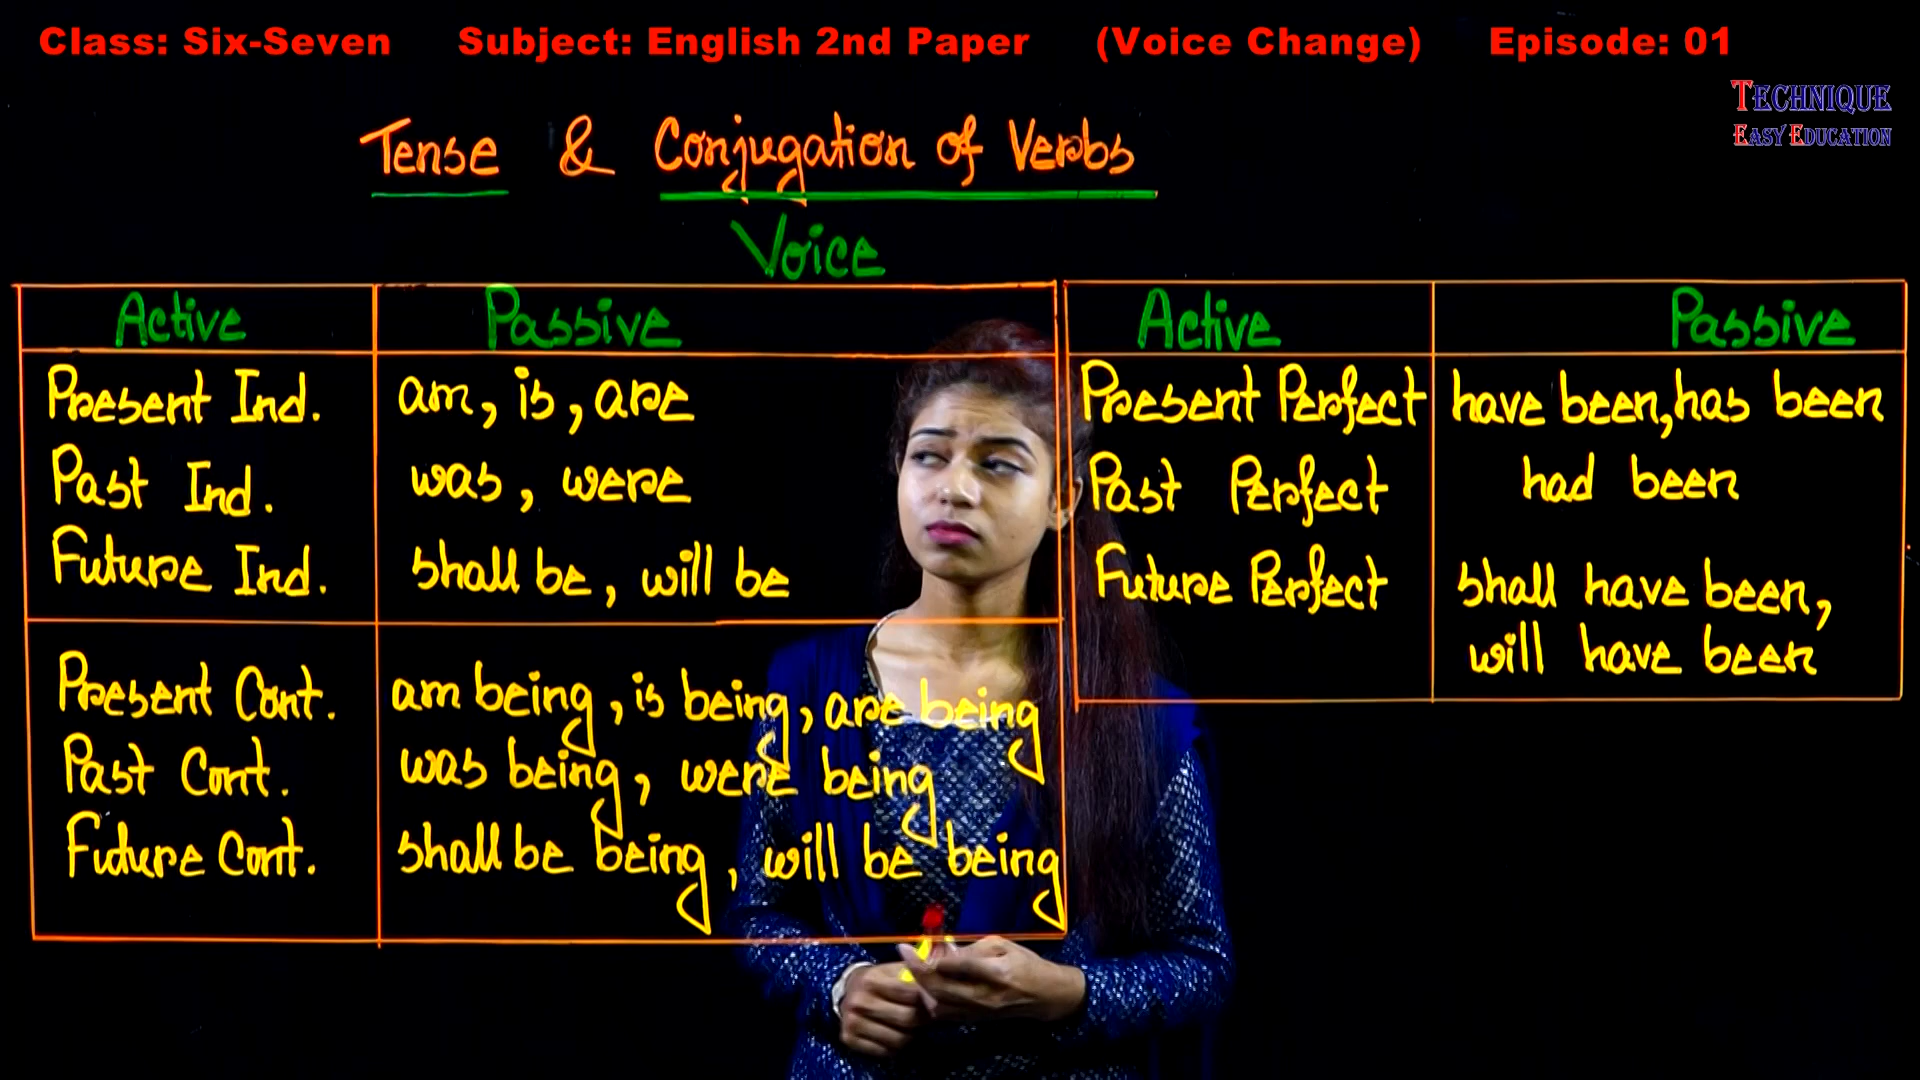 Class: Six-Seven Subject: English 2nd Paper (Voice Change) Episode: 01
TECHNIQUE
EASY EDUCATION
Tense & Conjugation of Verbs
Voice
Active Passive
Present Ind. am, is, are
Past Ind. was, were
Future Ind. shall be, will be
Present Cont. am being, is being, are being
Past Cont. was being, were being
Future Cont. shall be being, will be being
Active Passive
Present Perfect have been, has been
Past Perfect had been
Future Perfect shall have been,
will have been